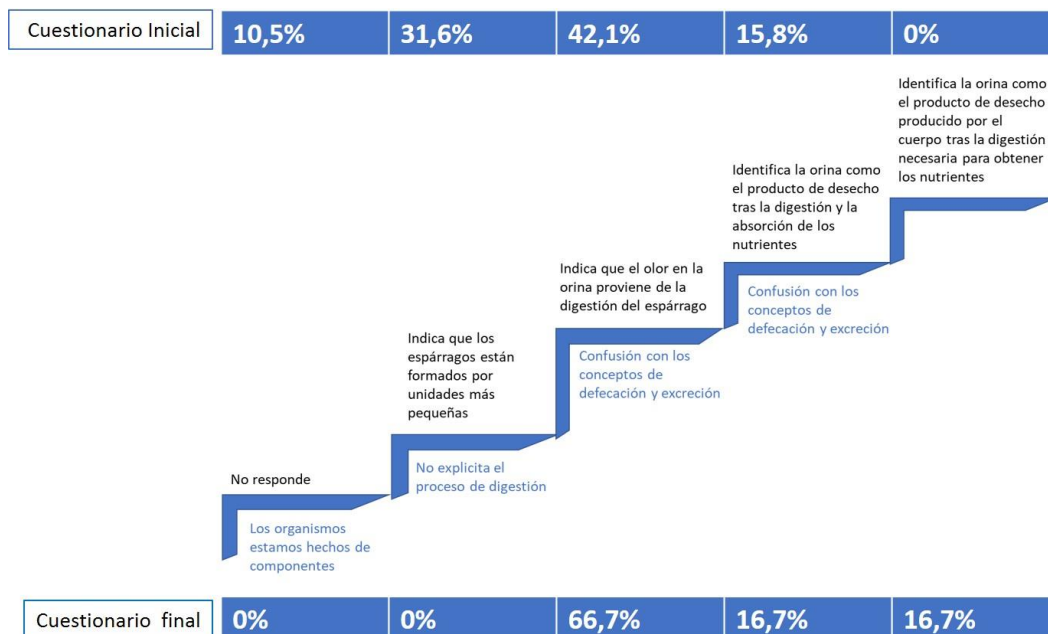 Cuestionario Inicial
10,5%
31,6%
42,1%
15,8%
0%
Identifica la orina como
el producto de desecho
producido por el
cuerpo tras la digestión
necesaria para obtener
los nutrientes
Identifica la orina como
el producto de desecho
tras la digestión y la
absorción de los
nutrientes
Confusión con los
conceptos de
defecación y excreción
Indica que el olor en la
orina proviene de la
digestión del espárrago
Confusión con los
conceptos de
defecación y excreción
Indica que los
espárragos están
formados por
unidades más
pequeñas
No explicita el
proceso de digestión
No responde
Los organismos
estamos hechos de
componentes
Cuestionario final
0%
0%
66,7%
16,7%
16,7%